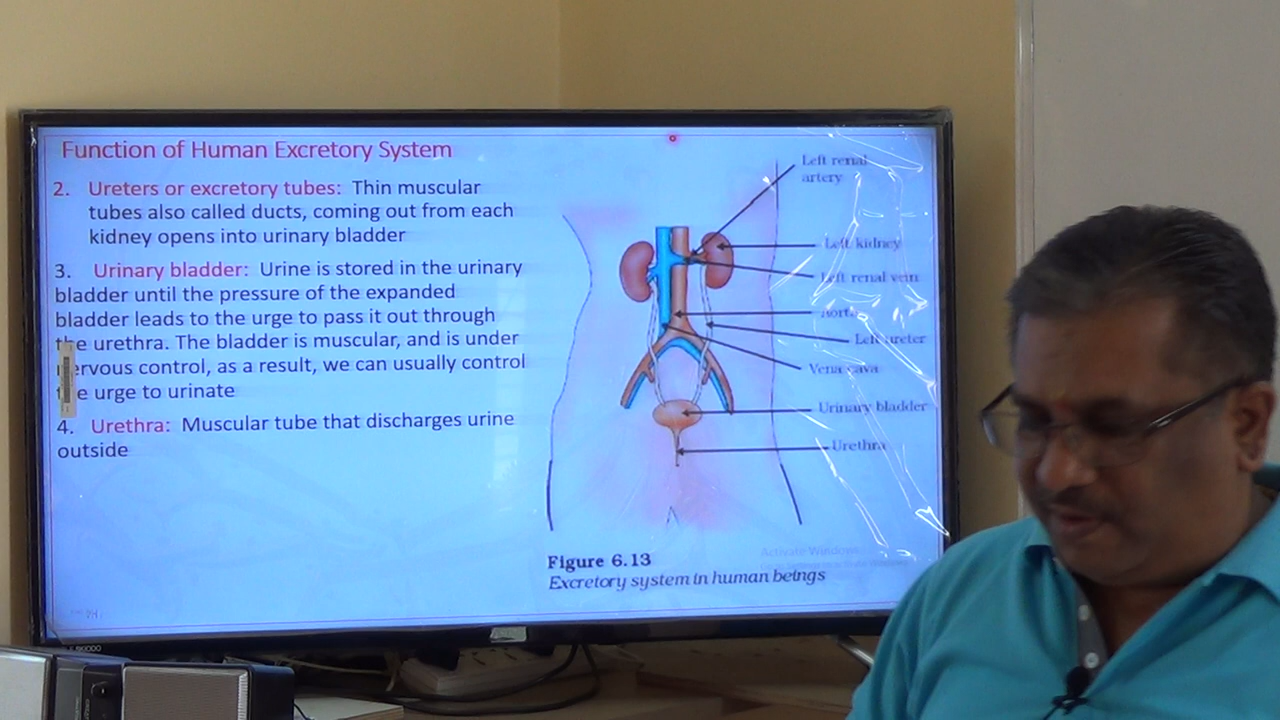 Function of Human Excretory System
2. Ureters or excretory tubes: Thin muscular
tubes also called ducts, coming out from each
kidney opens into urinary bladder
3. Urinary bladder: Urine is stored in the urinary
bladder until the pressure of the expanded
bladder leads to the urge to pass it out through
the urethra. The bladder is muscular, and is under
nervous control, as a result, we can usually control
the urge to urinate
4. Urethra: Muscular tube that discharges urine
outside
Left renal
artery
Left kidney
Left renal vein
Aorta
Left ureter
Vena cava
Urinary bladder
Urethra
Figure 6.13
Excretory system in human beings
Activate Windows